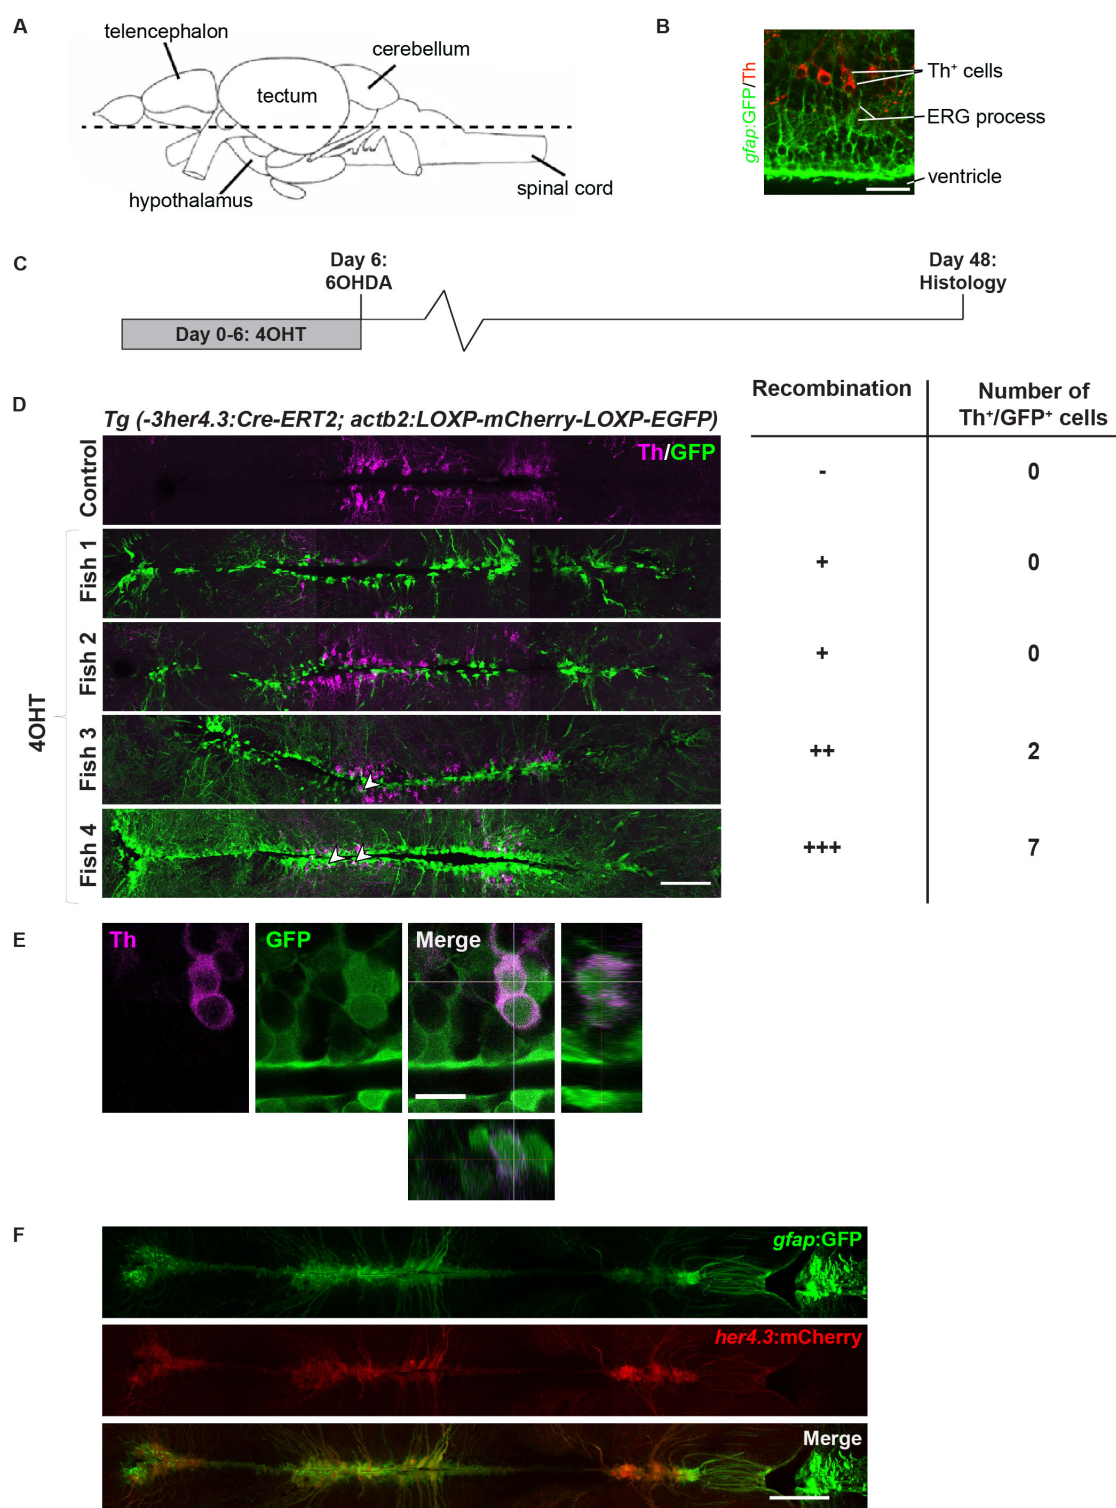 A
telencephalon
cerebellum
tectum
hypothalamus
spinal cord
B
gfap:GFP/Th
Th⁺ cells
ERG process
ventricle
C
Day 6:
6OHDA
Day 48:
Histology
Day 0-6: 4OHT
D
Tg (-3her4.3:Cre-ERT2; actb2:LOXP-mCherry-LOXP-EGFP)
Recombination
Number of
Th⁺/GFP⁺ cells
Control
Th/GFP
-
0
4OHT
Fish 1
+
0
Fish 2
+
0
Fish 3
++
2
Fish 4
+++
7
E
Th
GFP
Merge
F
gfap:GFP
her4.3:mCherry
Merge